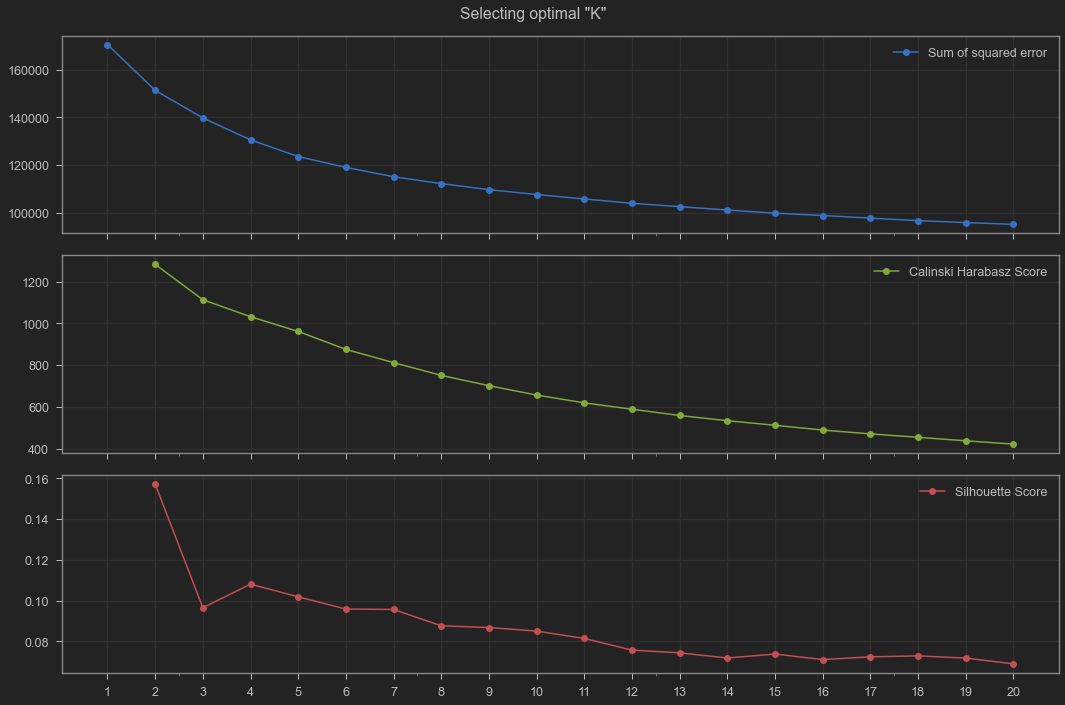 Selecting optimal "K"
Sum of squared error
160000
140000
120000
100000
Calinski Harabasz Score
1200
1000
800
600
400
Silhouette Score
0.16
0.14
0.12
0.10
0.08
1 2 3 4 5 6 7 8 9 10 11 12 13 14 15 16 17 18 19 20